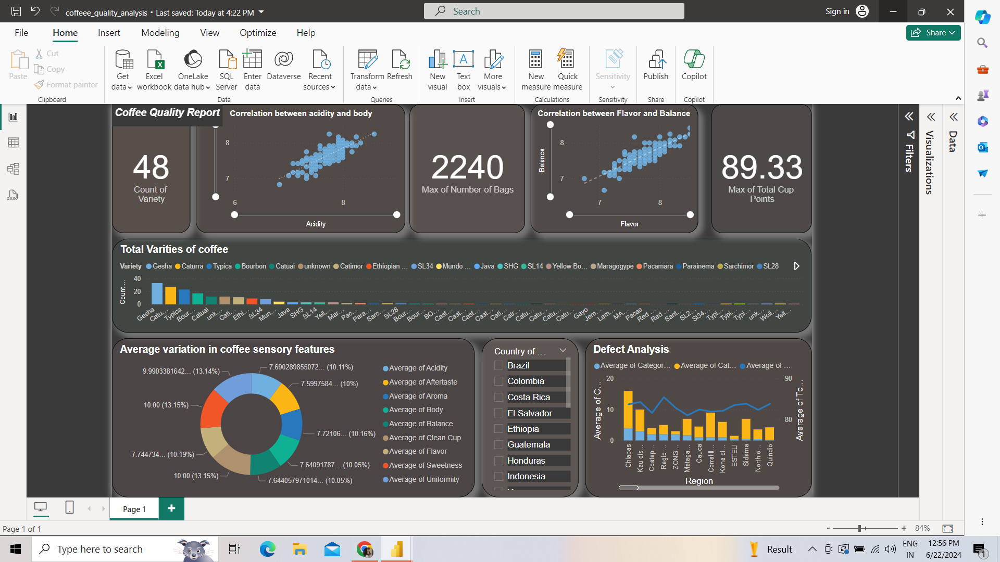 coffeee_quality_analysis • Last saved: Today at 4:22 PM
Search
Sign in
File Home Insert Modeling View Optimize Help
Share
Paste
Cut
Copy
Format painter
Clipboard
Get data
Excel workbook
OneLake data hub
SQL Server
Enter data
Dataverse
Recent sources
Data
Transform data
Refresh
Queries
New visual
Text box
More visuals
Insert
New measure
Quick measure
Calculations
Sensitivity
Sensitivity
Publish
Share
Copilot
Copilot
Coffee Quality Report
48
Count of
Variety
Correlation between acidity and body
8
7
6 8
Acidity
2240
Max of Number of Bags
Correlation between Flavor and Balance
Balance
8
7
7 8
Flavor
89.33
Max of Total Cup
Points
Filters
Visualizations
Data
Total Varities of coffee
Variety Gesha Caturra Typica Bourbon Catuai unknown Catimor Ethiopian ... SL34 Mundo ... Java SHG SL14 Yellow Bo... Maragogype Pacamara Parainema Sarchimor SL28
Count ...
40
20
0
Gesha Catu... Typica Bour... Catuai unk... Cati... Ethi... SL34 Mun... Java SHG SL14 Yell... Mar... Pac... Para... Sarc... SL28 Bour... Bour... BO... Cast... Cast... Cast... Cast... Cati... Catr... Catu... Catu... Catu... Catu... Gayo Jem... Lem... MA... Pacas Red ... Red ... Sant... SL2... Sl34... Typi... Typi... Typi... unk... Woli... Yell...
Average variation in coffee sensory features
7.690289855072... (10.11%)
7.5997584... (10%)
7.72106... (10.16%)
7.64091787... (10.05%)
7.644057971014... (10.05%)
10.00 (13.15%)
7.744734... (10.19%)
10.00 (13.15%)
9.9903381642... (13.14%)
Average of Acidity
Average of Aftertaste
Average of Aroma
Average of Body
Average of Balance
Average of Clean Cup
Average of Flavor
Average of Sweetness
Average of Uniformity
Country of ...
Brazil
Colombia
Costa Rica
El Salvador
Ethiopia
Guatemala
Honduras
Indonesia
Defect Analysis
Average of Categor... Average of Cat... Average of ...
Average of C...
20
10
0
90
80
Average of To...
Chiapas Kau dis... Coatep... Regio ... ZONG... Mataga... Cauca Corralill... Kona di... ESTELI Sidama North o... Quindio
Region
Page 1
Page 1 of 1
84%
Type here to search
Result
ENG
IN
12:56 PM
6/22/2024
1